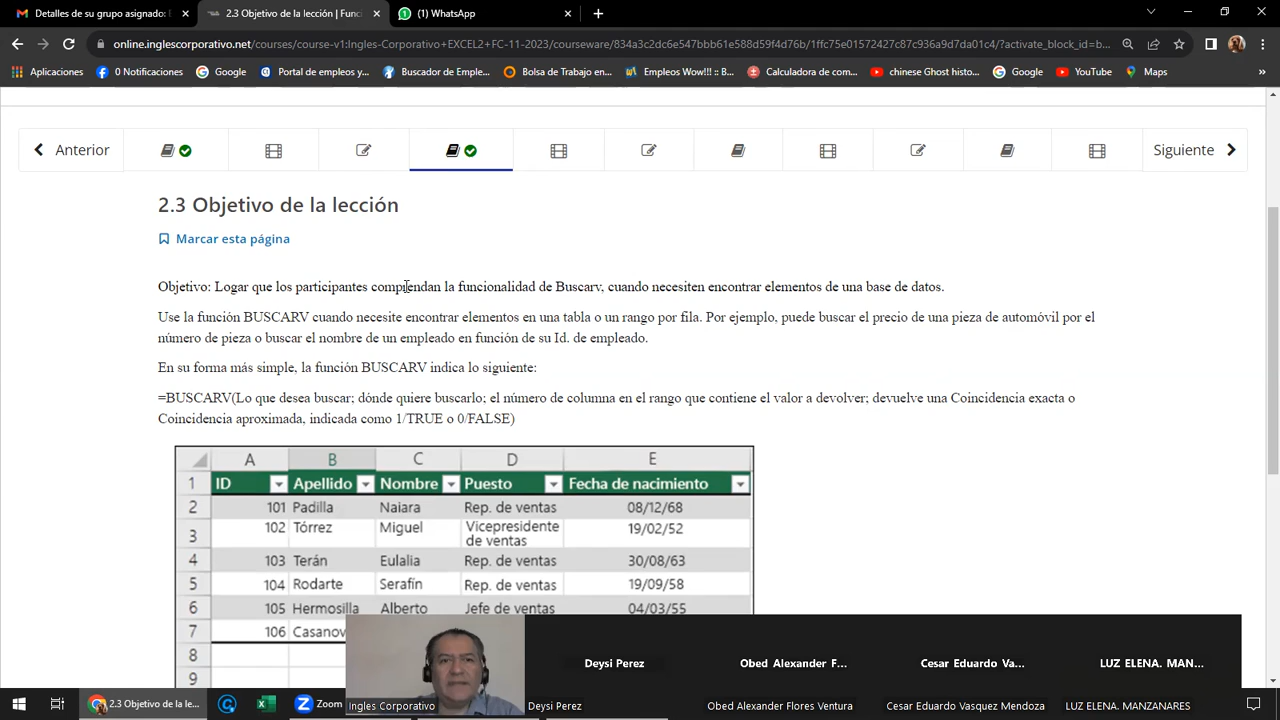 Detalles de su grupo asignado: I
2.3 Objetivo de la lección | Func
(1) WhatsApp
online.inglescorporativo.net/courses/course-v1:Ingles-Corporativo+EXCEL2+FC-11-2023/courseware/834a3c2dc6e547bbb61e588d59f4d76b/1ffc75e01572427c87c936a9d7da01c4/?activate_block_id=b...
Aplicaciones
0 Notificaciones
Google
Portal de empleos y...
Buscador de Emple...
Bolsa de Trabajo en...
Empleos Wow!!! :: B...
Calculadora de com...
chinese Ghost histo...
Google
YouTube
Maps
Anterior
Siguiente
2.3 Objetivo de la lección
Marcar esta página
Objetivo: Logar que los participantes comprendan la funcionalidad de Buscarv, cuando necesiten encontrar elementos de una base de datos.
Use la función BUSCARV cuando necesite encontrar elementos en una tabla o un rango por fila. Por ejemplo, puede buscar el precio de una pieza de automóvil por el
número de pieza o buscar el nombre de un empleado en función de su Id. de empleado.
En su forma más simple, la función BUSCARV indica lo siguiente:
=BUSCARV(Lo que desea buscar; dónde quiere buscarlo; el número de columna en el rango que contiene el valor a devolver; devuelve una Coincidencia exacta o
Coincidencia aproximada, indicada como 1/TRUE o 0/FALSE)
A B C D E
1 ID Apellido Nombre Puesto Fecha de nacimiento
2 101 Padilla Naiara Rep. de ventas 08/12/68
3 102 Tórrez Miguel Vicepresidente de ventas 19/02/52
4 103 Terán Eulalia Rep. de ventas 30/08/63
5 104 Rodarte Serafín Rep. de ventas 19/09/58
6 105 Hermosilla Alberto Jefe de ventas 04/03/55
7 106 Casanov
8
9
Deysi Perez
Obed Alexander F...
Cesar Eduardo Va...
LUZ ELENA. MAN...
Ingles Corporativo
Deysi Perez
Obed Alexander Flores Ventura
Cesar Eduardo Vasquez Mendoza
LUZ ELENA. MANZANARES
2.3 Objetivo de la le...
Zoom